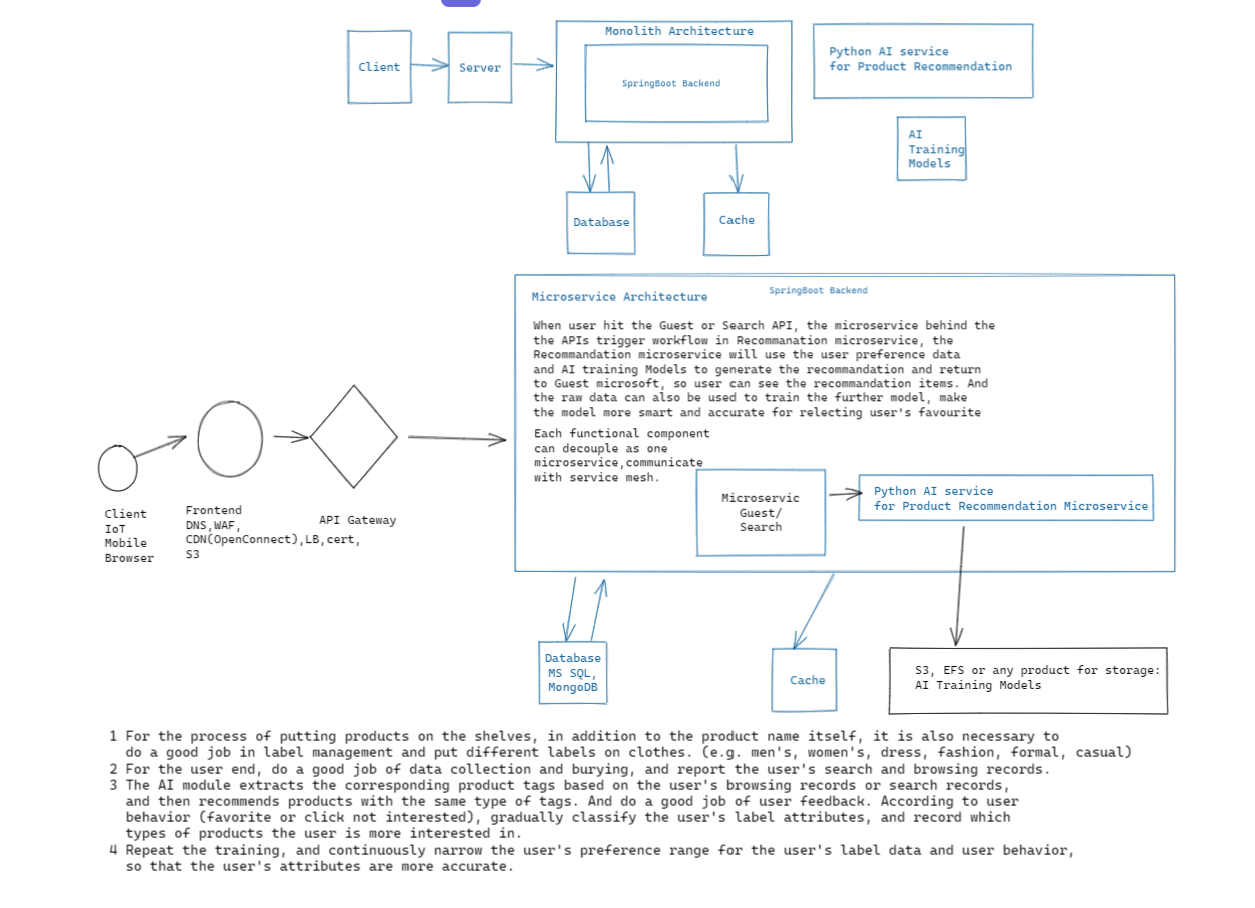 Monolith Architecture
Client
Server
SpringBoot Backend
Python AI service
for Product Recommendation
AI
Training
Models
Database
Cache
Microservice Architecture
SpringBoot Backend
When user hit the Guest or Search API, the microservice behind the
the APIs trigger workflow in Recommanation microservice, the
Recommandation microservice will use the user preference data
and AI training Models to generate the recommandation and return
to Guest microsoft, so user can see the recommandation items. And
the raw data can also be used to train the further model, make
the model more smart and accurate for relecting user's favourite
Each functional component
can decouple as one
microservice,communicate
with service mesh.
Microservic
Guest/
Search
Python AI service
for Product Recommendation Microservice
Client
IoT
Mobile
Browser
Frontend
DNS,WAF,
CDN(OpenConnect),LB,cert,
S3
API Gateway
Database
MS SQL,
MongoDB
Cache
S3, EFS or any product for storage:
AI Training Models
1 For the process of putting products on the shelves, in addition to the product name itself, it is also necessary to
do a good job in label management and put different labels on clothes. (e.g. men's, women's, dress, fashion, formal, casual)
2 For the user end, do a good job of data collection and burying, and report the user's search and browsing records.
3 The AI module extracts the corresponding product tags based on the user's browsing records or search records,
and then recommends products with the same type of tags. And do a good job of user feedback. According to user
behavior (favorite or click not interested), gradually classify the user's label attributes, and record which
types of products the user is more interested in.
4 Repeat the training, and continuously narrow the user's preference range for the user's label data and user behavior,
so that the user's attributes are more accurate.